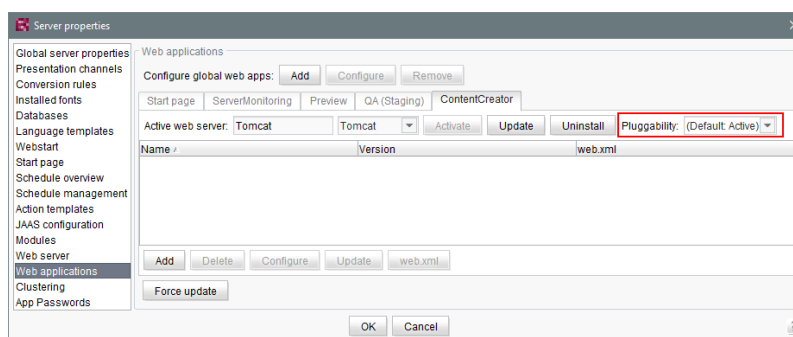 Server properties
Global server properties
Presentation channels
Conversion rules
Installed fonts
Databases
Language templates
Webstart
Start page
Schedule overview
Schedule management
Action templates
JAAS configuration
Modules
Web server
Web applications
Clustering
App Passwords
Web applications
Configure global web apps: Add Configure Remove
Start page ServerMonitoring Preview QA (Staging) ContentCreator
Active web server: Tomcat Tomcat Activate Update Uninstall Pluggability: (Default: Active)
Name Version web.xml
Add Delete Configure Update web.xml
Force update
OK Cancel